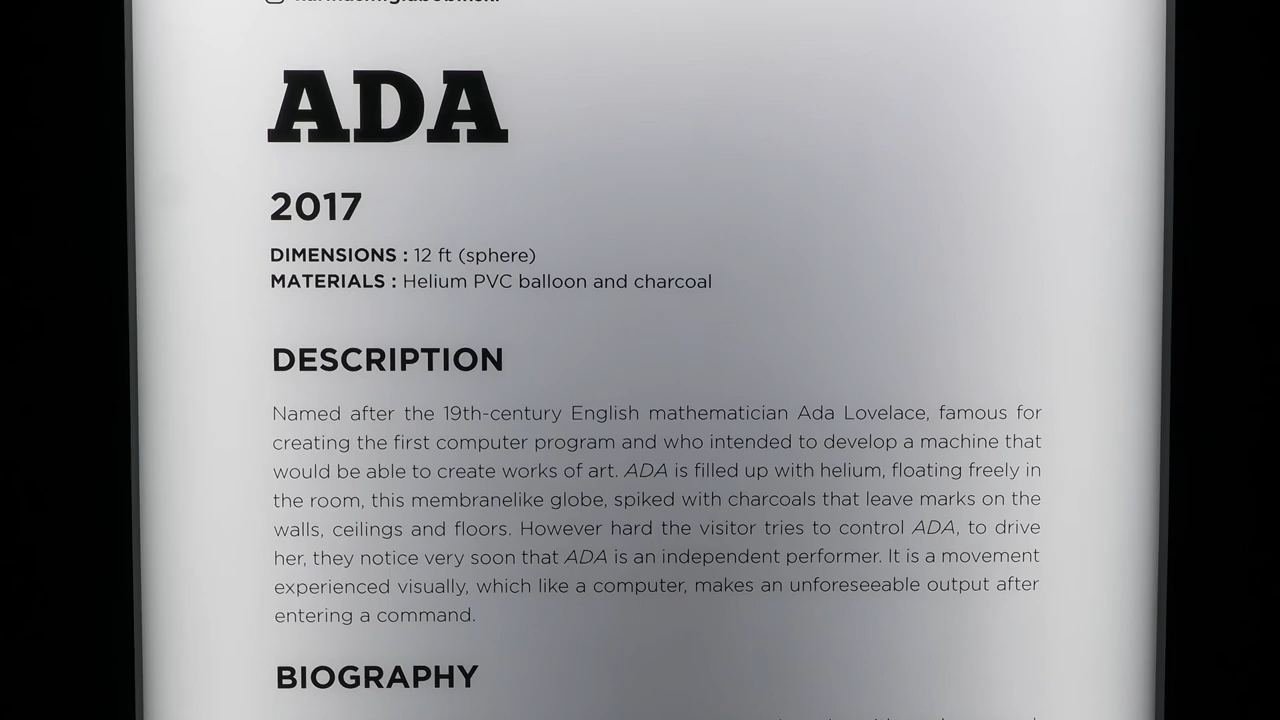 ADA
2017
DIMENSIONS : 12 ft (sphere)
MATERIALS : Helium PVC balloon and charcoal
DESCRIPTION
Named after the 19th-century English mathematician Ada Lovelace, famous for
creating the first computer program and who intended to develop a machine that
would be able to create works of art. ADA is filled up with helium, floating freely in
the room, this membranelike globe, spiked with charcoals that leave marks on the
walls, ceilings and floors. However hard the visitor tries to control ADA, to drive
her, they notice very soon that ADA is an independent performer. It is a movement
experienced visually, which like a computer, makes an unforeseeable output after
entering a command.
BIOGRAPHY